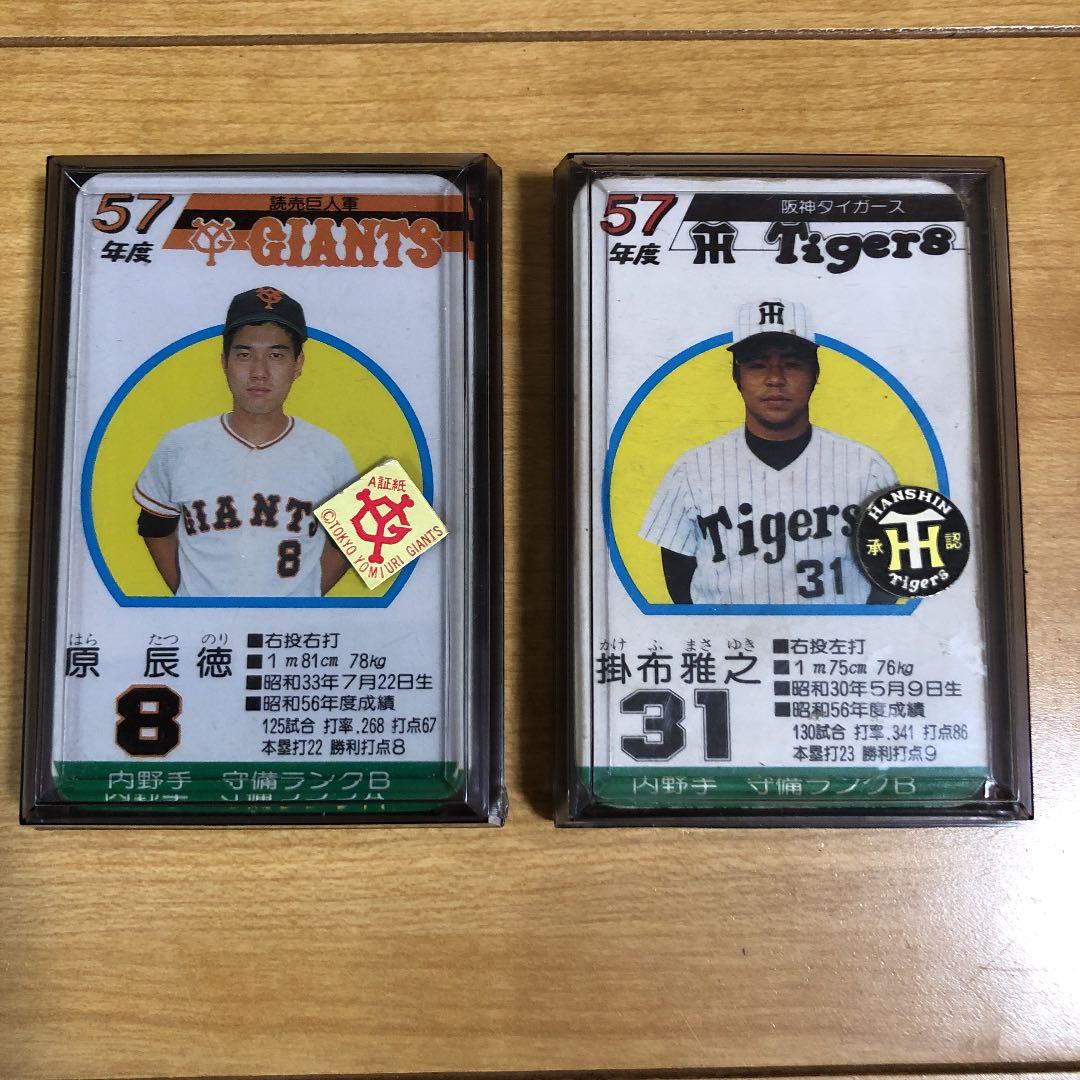 57
年度
読売巨人軍
YG GIANTS
YG
GIANTS
8
A証紙
YG
©TOKYO YOMIURI GIANTS
はら たつ のり
原 辰徳
8
■右投右打
■1m81cm 78kg
■昭和33年7月22日生
■昭和56年度成績
125試合 打率.268 打点67
本塁打22 勝利打点8
内野手 守備ランクB
57
年度
阪神タイガース
HT Tigers
HT
Tigers
31
HANSHIN
承 HT 認
Tigers
かけ ふ まさ ゆき
掛布雅之
31
■右投左打
■1m75cm 76kg
■昭和30年5月9日生
■昭和56年度成績
130試合 打率.341 打点86
本塁打23 勝利打点9
内野手 守備ランクB